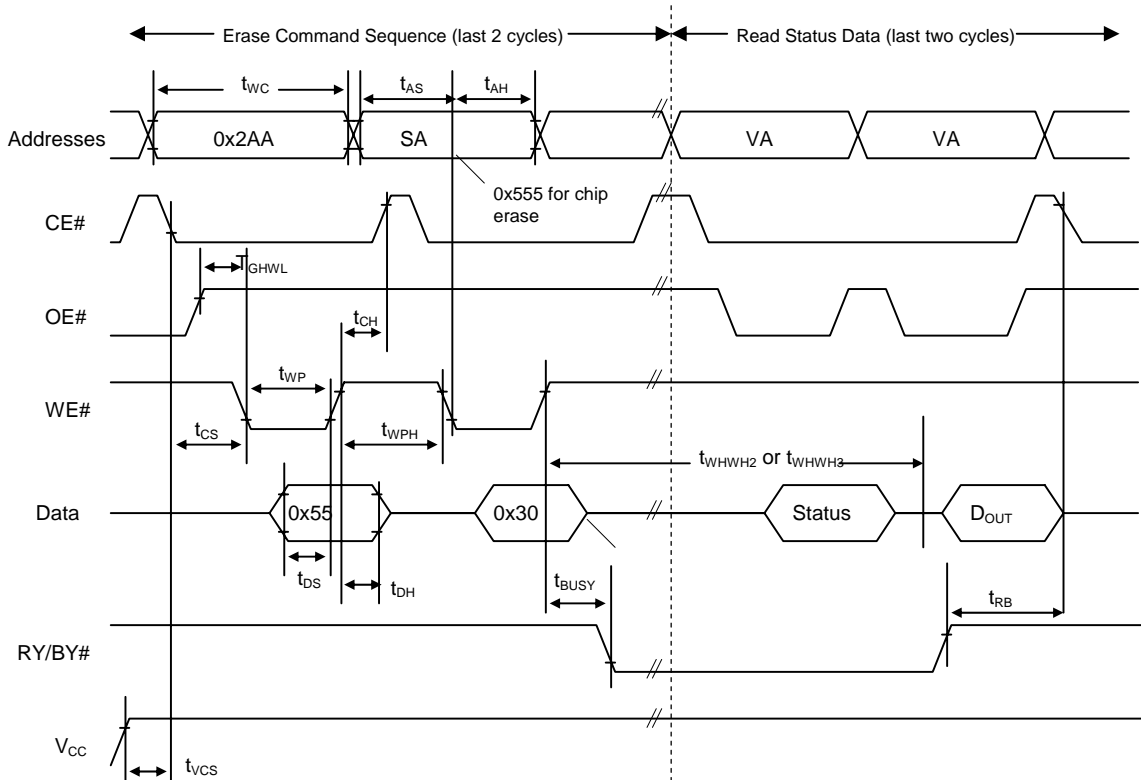 Erase Command Sequence (last 2 cycles)
Read Status Data (last two cycles)
tWC
tAS
tAH
Addresses
0x2AA
SA
VA
VA
0x555 for chip
erase
CE#
TGHWL
OE#
tCH
tWP
WE#
tCS
tWPH
tWHWH2 or tWHWH3
Data
0x55
0x30
Status
DOUT
tDS
tDH
tBUSY
tRB
RY/BY#
VCC
tVCS